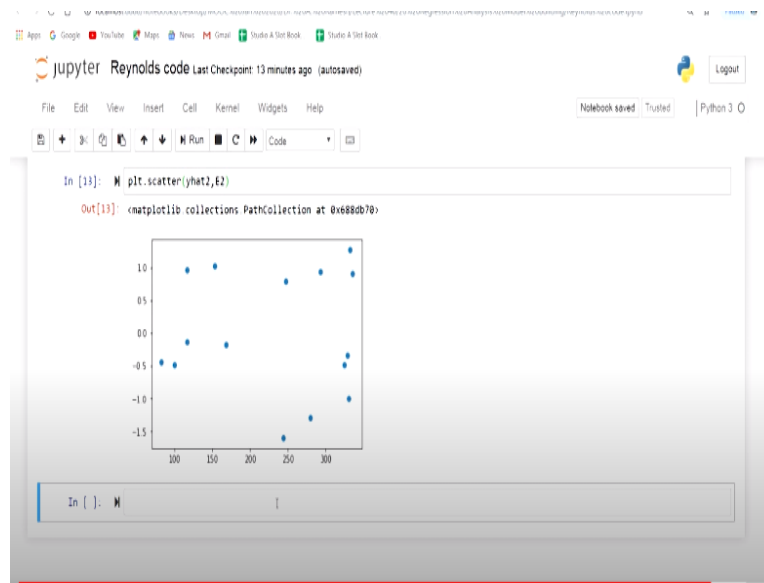 Apps Google YouTube Maps News Gmail Studio A Slot Book Studio A Slot Book
jupyter Reynolds code Last Checkpoint: 13 minutes ago (autosaved) Logout
File Edit View Insert Cell Kernel Widgets Help Notebook saved Trusted Python 3
Run Code
In [13]: plt.scatter(yhat2,E2)
Out[13]: <matplotlib.collections.PathCollection at 0x688db70>
1.0
0.5
0.0
-0.5
-1.0
-1.5
100 150 200 250 300
In [ ]: